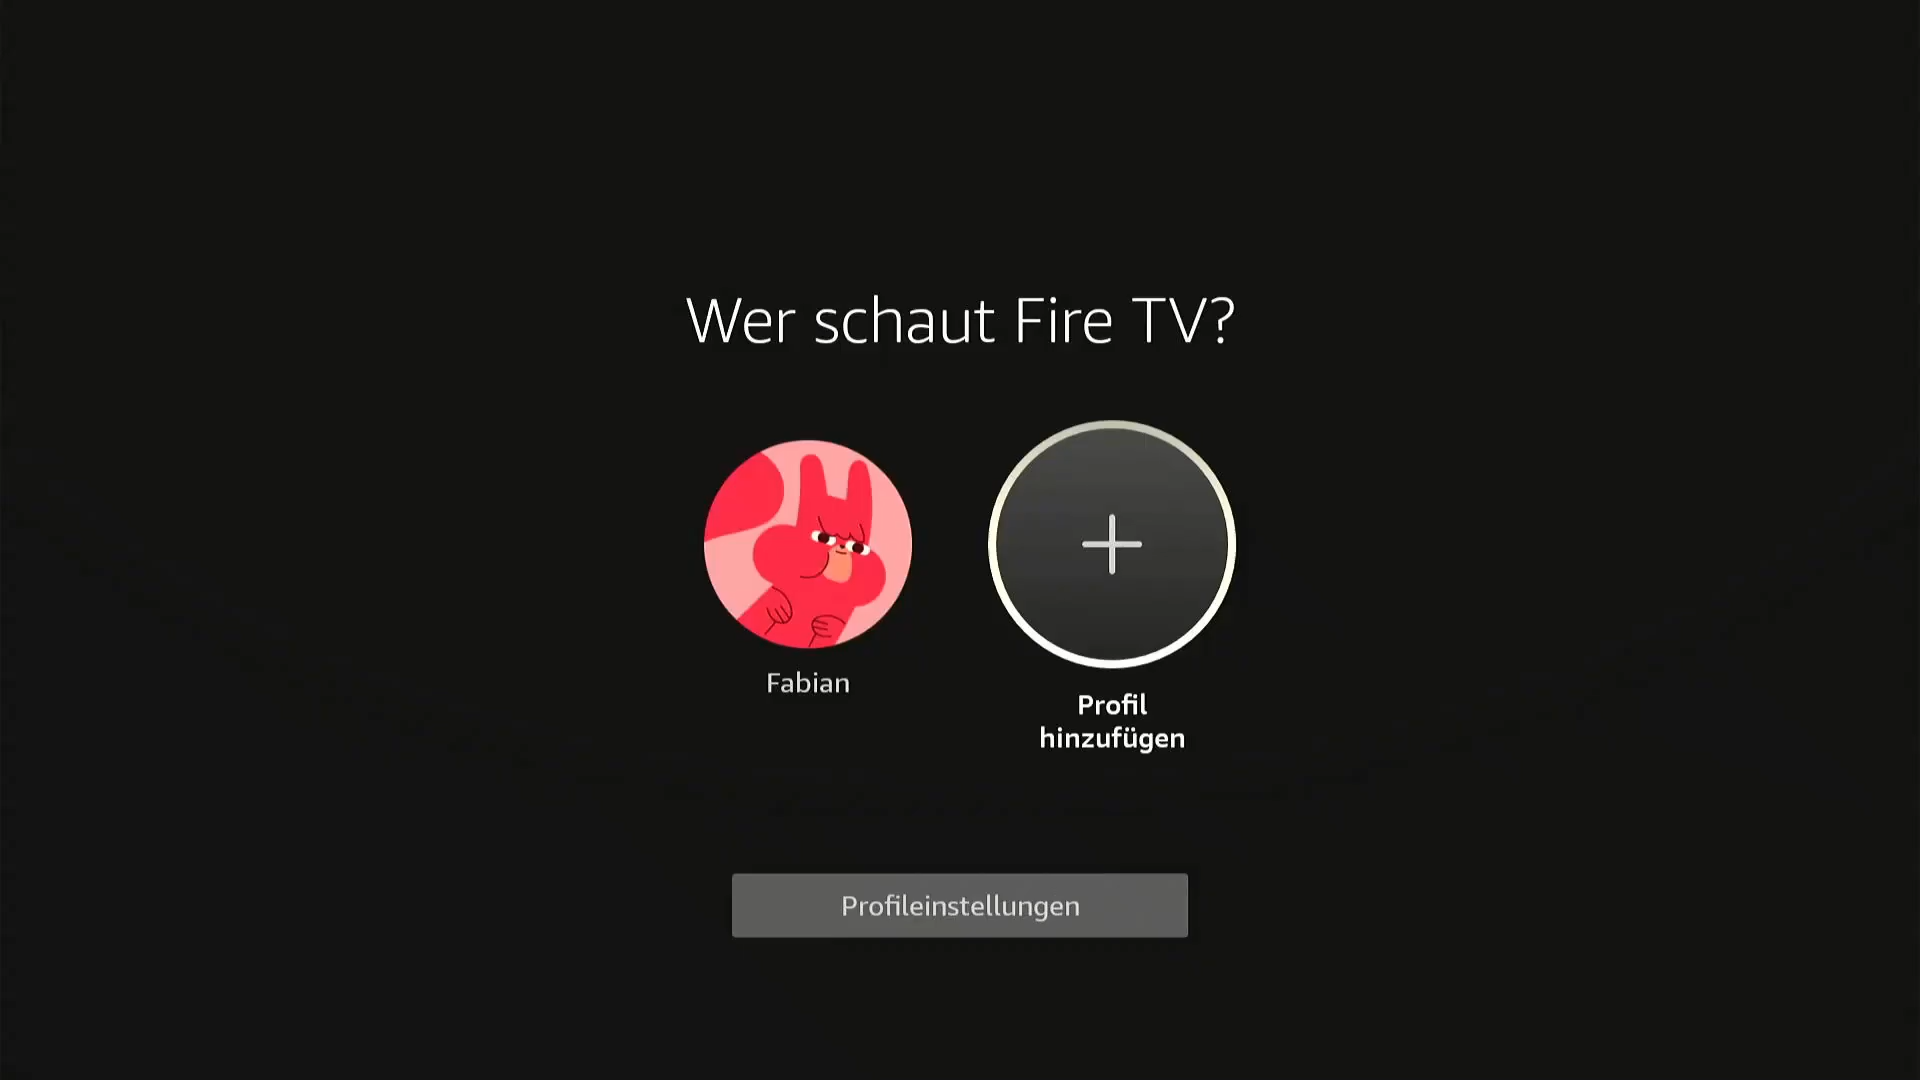 Wer schaut Fire TV?
Fabian
Profil
hinzufügen
Profileinstellungen